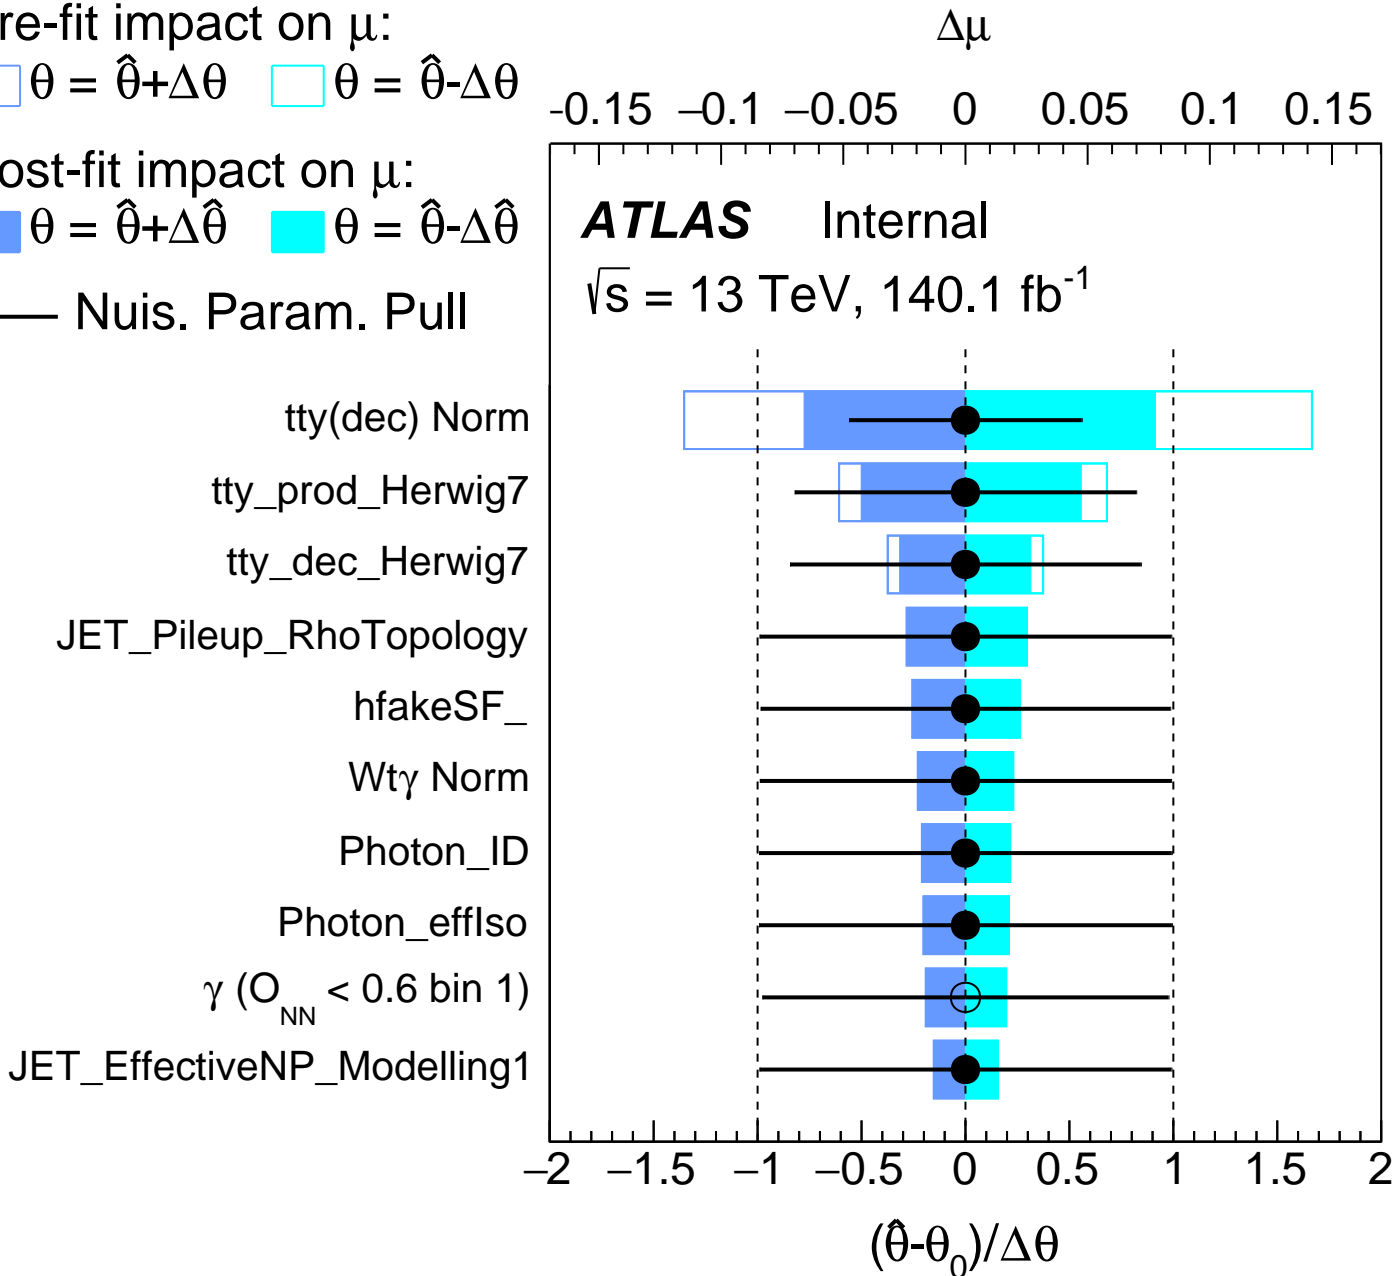 re-fit impact on μ:
θ = θ̂+Δθ θ = θ̂-Δθ
ost-fit impact on μ:
θ = θ̂+Δθ̂ θ = θ̂-Δθ̂
Nuis. Param. Pull
Δμ
-0.15 −0.1 −0.05 0 0.05 0.1 0.15
ATLAS Internal
√s = 13 TeV, 140.1 fb⁻¹
tty(dec) Norm
tty_prod_Herwig7
tty_dec_Herwig7
JET_Pileup_RhoTopology
hfakeSF_
Wtγ Norm
Photon_ID
Photon_effIso
γ (O_NN < 0.6 bin 1)
JET_EffectiveNP_Modelling1
−2 −1.5 −1 −0.5 0 0.5 1 1.5 2
(θ̂-θ₀)/Δθ